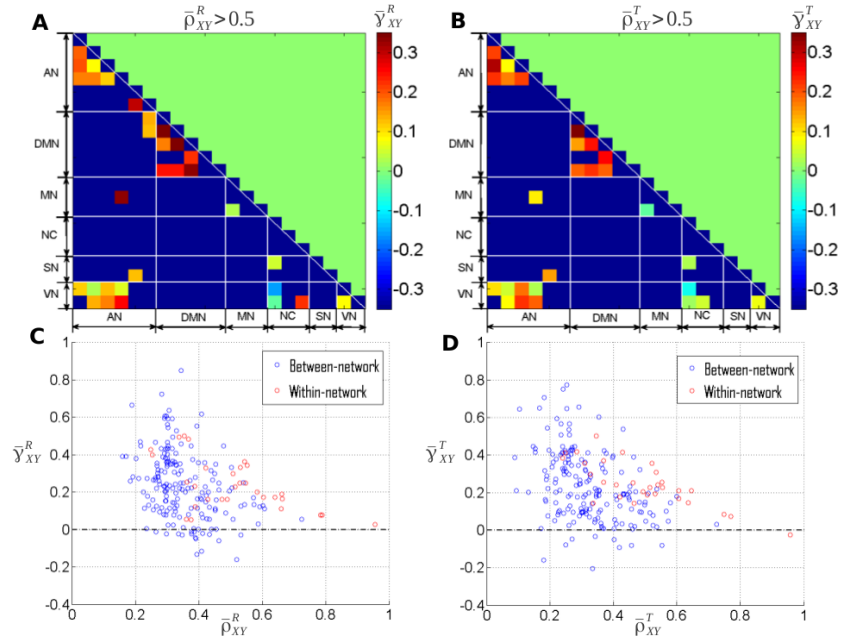 A
ρ̄ᴿ_XY > 0.5
γ̄ᴿ_XY
AN
DMN
MN
NC
SN
VN
0.3
0.2
0.1
0
-0.1
-0.2
-0.3
AN DMN MN NC SN VN
B
ρ̄ᵀ_XY > 0.5
γ̄ᵀ_XY
AN
DMN
MN
NC
SN
VN
0.3
0.2
0.1
0
-0.1
-0.2
-0.3
AN DMN MN NC SN VN
C
γ̄ᴿ_XY
1
0.8
0.6
0.4
0.2
0
-0.2
-0.4
Between-network
Within-network
0 0.2 0.4 0.6 0.8 1
ρ̄ᴿ_XY
D
γ̄ᵀ_XY
1
0.8
0.6
0.4
0.2
0
-0.2
-0.4
Between-network
Within-network
0 0.2 0.4 0.6 0.8 1
ρ̄ᵀ_XY